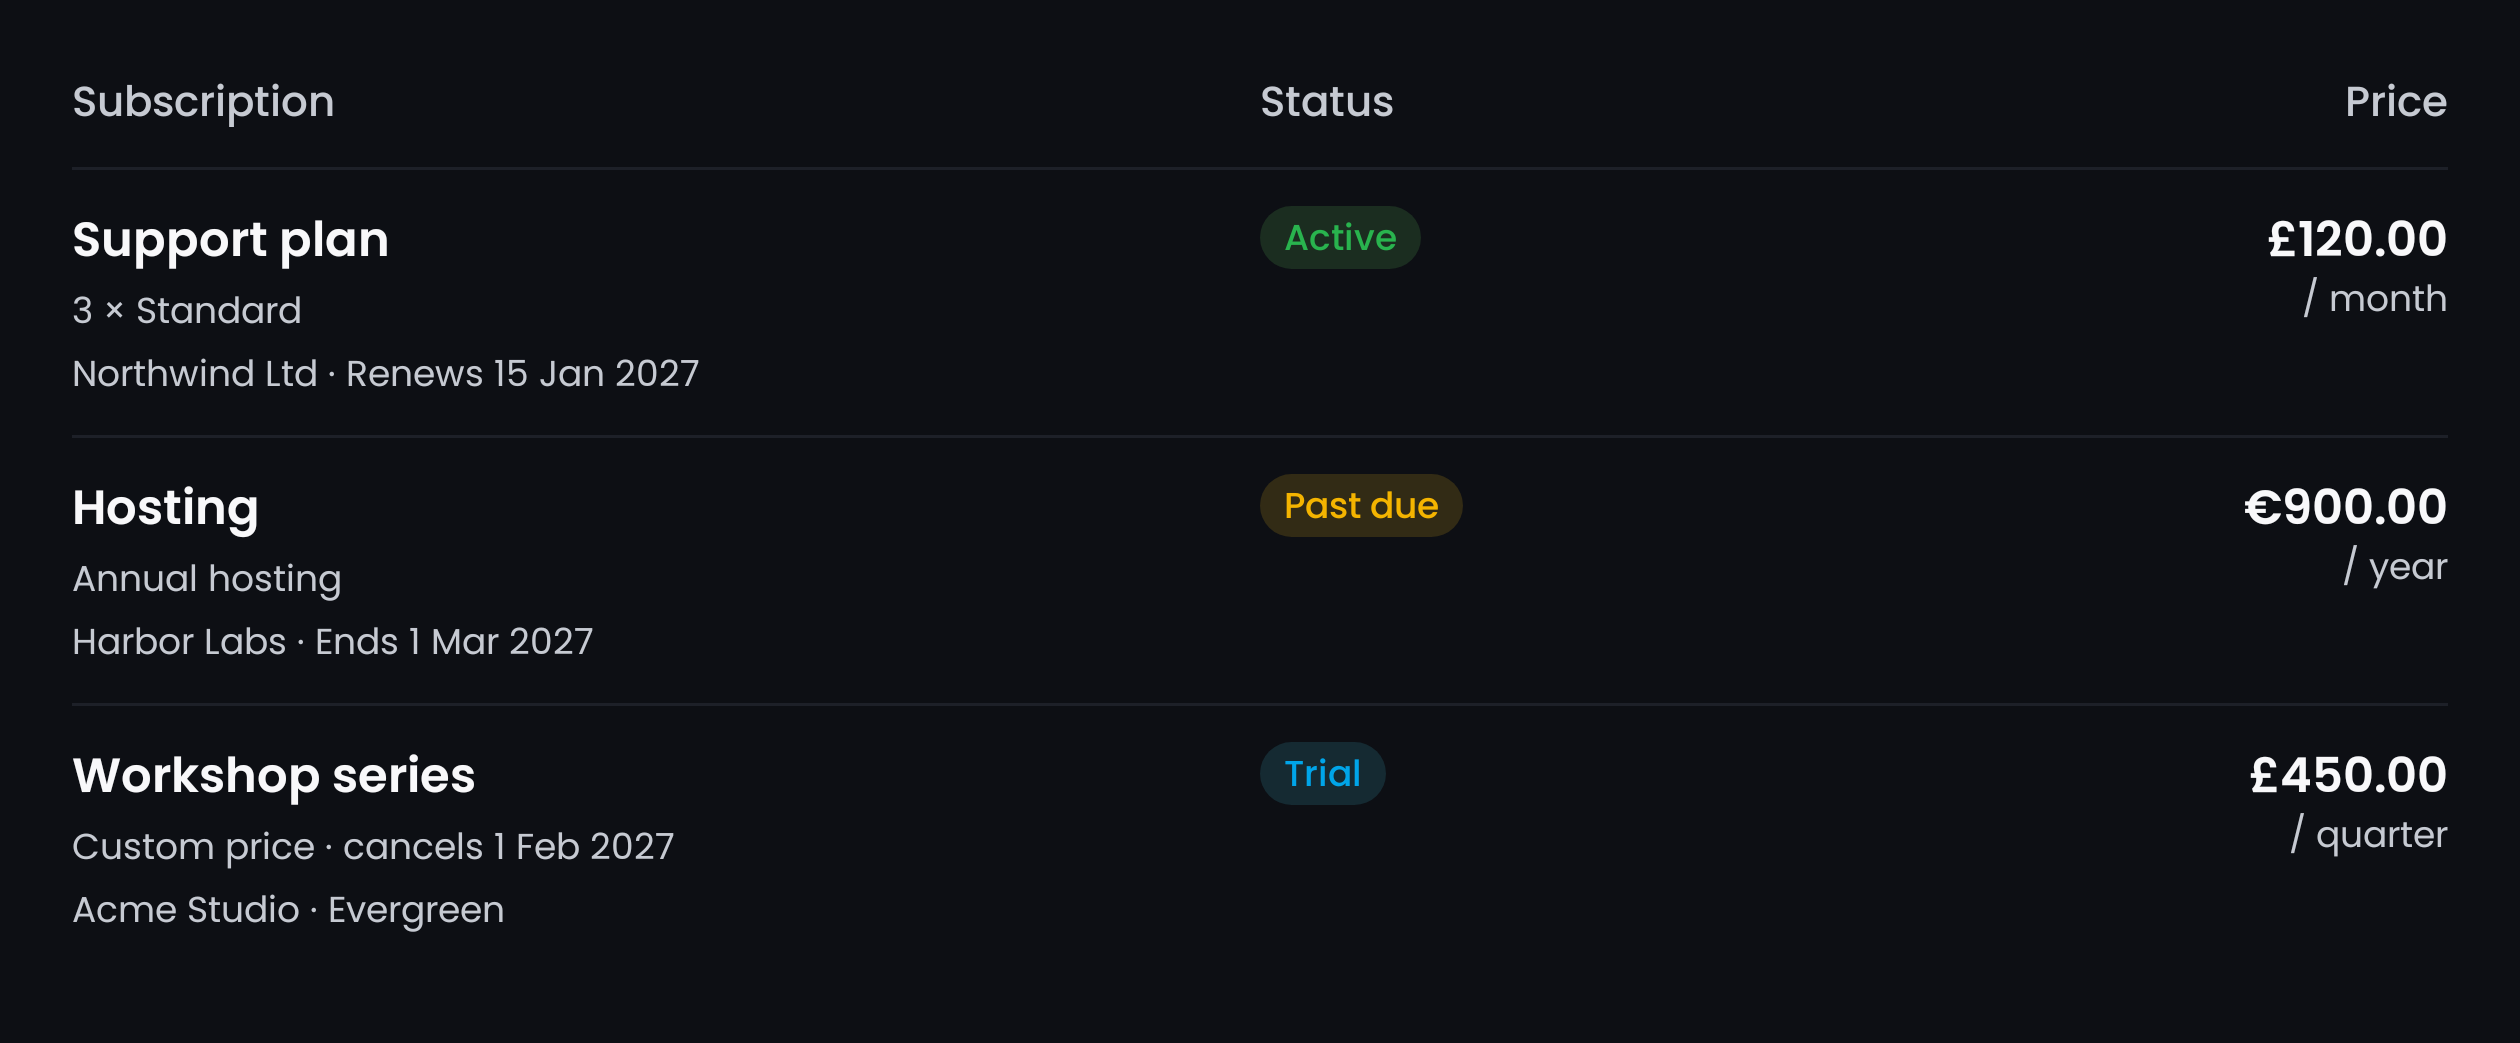 Subscription Status Price
Support plan Active £120.00
/ month
3 × Standard
Northwind Ltd · Renews 15 Jan 2027
Hosting Past due €900.00
/ year
Annual hosting
Harbor Labs · Ends 1 Mar 2027
Workshop series Trial £450.00
/ quarter
Custom price · cancels 1 Feb 2027
Acme Studio · Evergreen